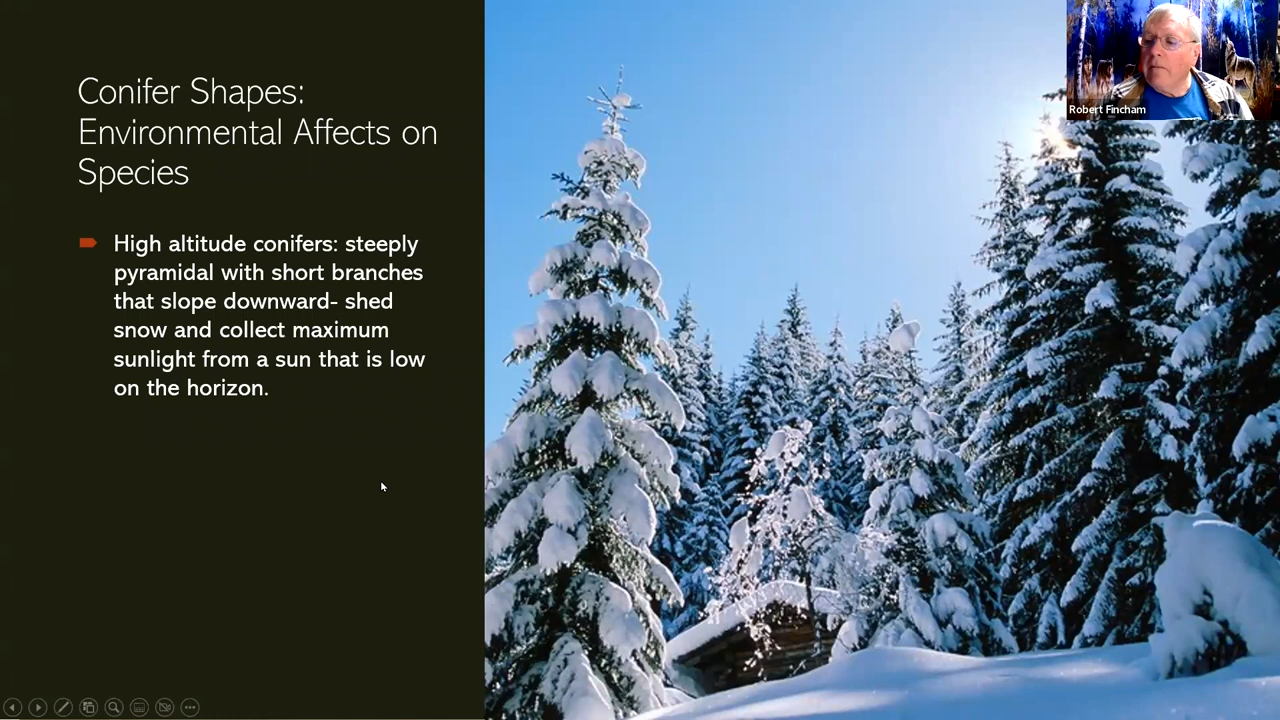 Conifer Shapes:
Environmental Affects on
Species
High altitude conifers: steeply
pyramidal with short branches
that slope downward- shed
snow and collect maximum
sunlight from a sun that is low
on the horizon.
Robert Fincham